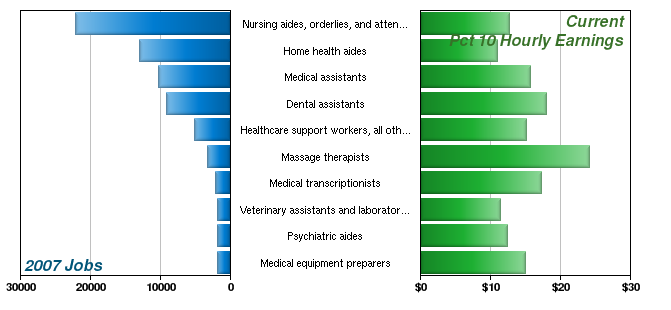 Current
Pct 10 Hourly Earnings
Nursing aides, orderlies, and atten...
Home health aides
Medical assistants
Dental assistants
Healthcare support workers, all oth...
Massage therapists
Medical transcriptionists
Veterinary assistants and laborator...
Psychiatric aides
Medical equipment preparers
2007 Jobs
30000 20000 10000 0 $0 $10 $20 $30